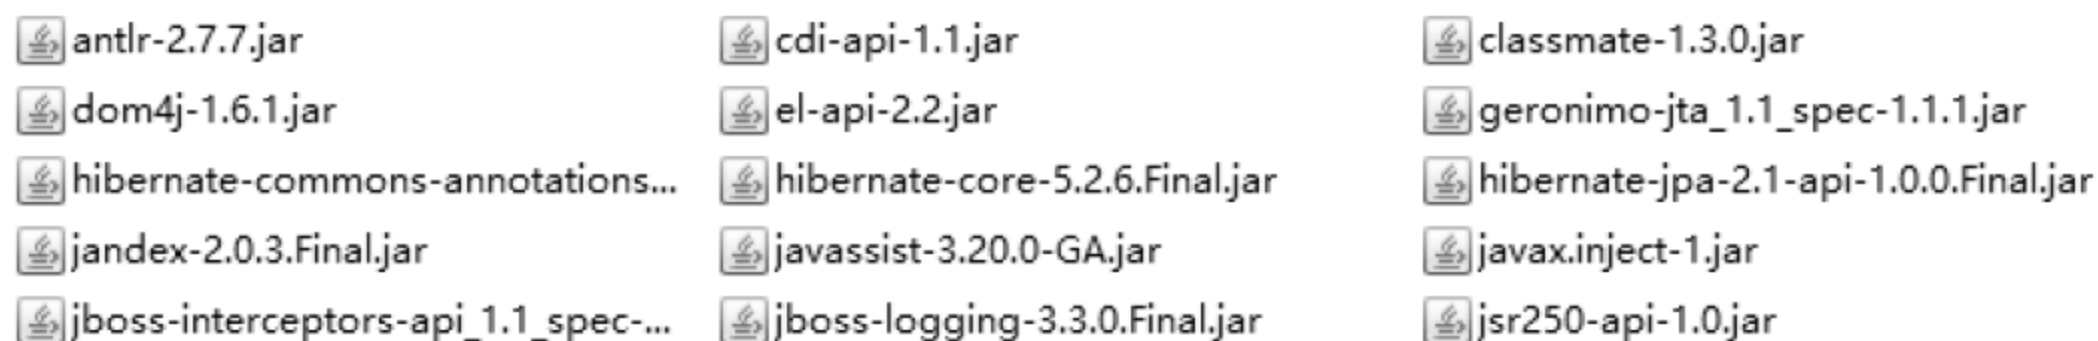 antlr-2.7.7.jar cdi-api-1.1.jar classmate-1.3.0.jar
dom4j-1.6.1.jar el-api-2.2.jar geronimo-jta_1.1_spec-1.1.1.jar
hibernate-commons-annotations... hibernate-core-5.2.6.Final.jar hibernate-jpa-2.1-api-1.0.0.Final.jar
jandex-2.0.3.Final.jar javassist-3.20.0-GA.jar javax.inject-1.jar
jboss-interceptors-api_1.1_spec-... jboss-logging-3.3.0.Final.jar jsr250-api-1.0.jar